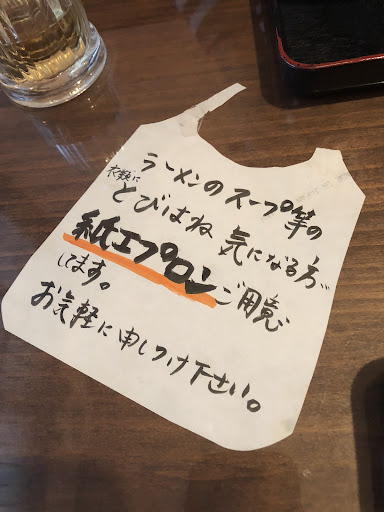 ラーメンのスープ等の
衣類に
とびはね 気になる方が
紙エプロンご用意
してます。
お気軽に申しつけ下さい。